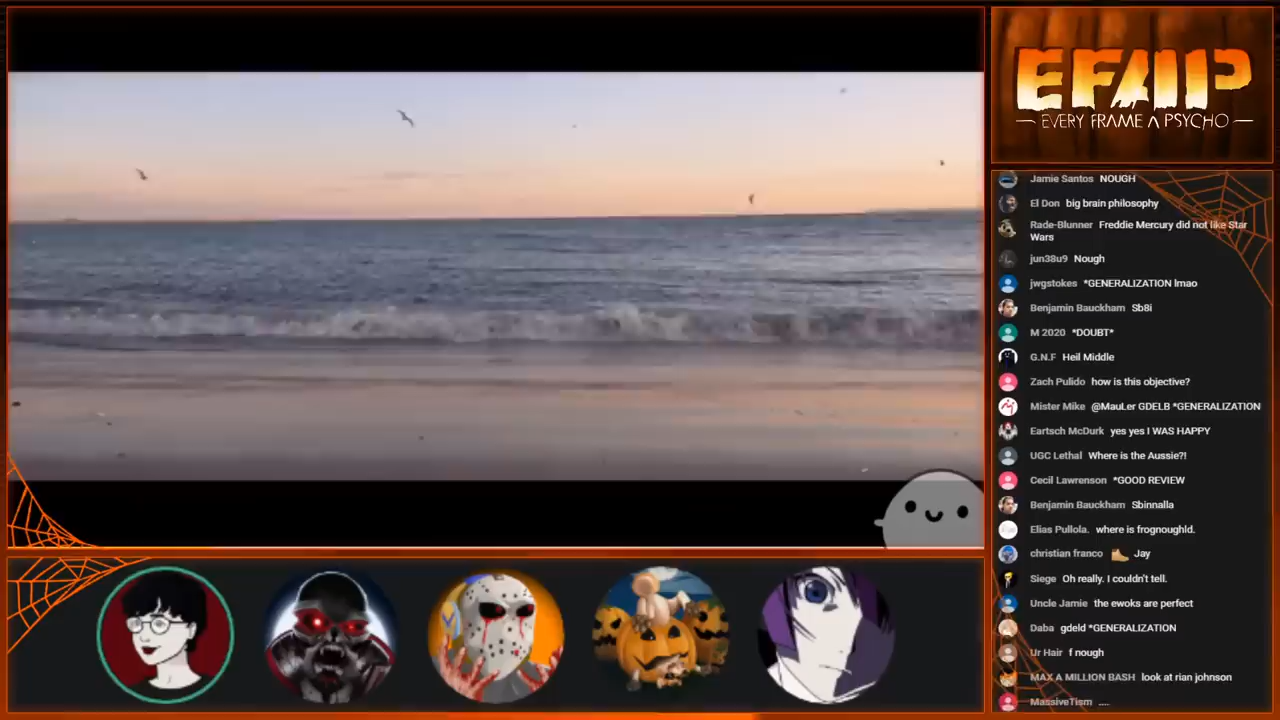 EFAP
EVERY FRAME A PSYCHO
Jamie Santos NOUGH
El Don big brain philosophy
Rade-Blunner Freddie Mercury did not like Star
Wars
jun38u9 Nough
jwgstokes *GENERALIZATION lmao
Benjamin Bauckham Sb8i
M 2020 *DOUBT*
G.N.F Heil Middle
Zach Pulido how is this objective?
Mister Mike @MauLer GDELB *GENERALIZATION
Eartsch McDurk yes yes I WAS HAPPY
UGC Lethal Where is the Aussie?!
Cecil Lawrenson *GOOD REVIEW
Benjamin Bauckham Sbinnalla
Elias Pullola. where is frognoughld.
christian franco Jay
Siege Oh really. I couldn't tell.
Uncle Jamie the ewoks are perfect
Daba gdeld *GENERALIZATION
Ur Hair f nough
MAX A MILLION BASH look at rian johnson
MassiveTism ....